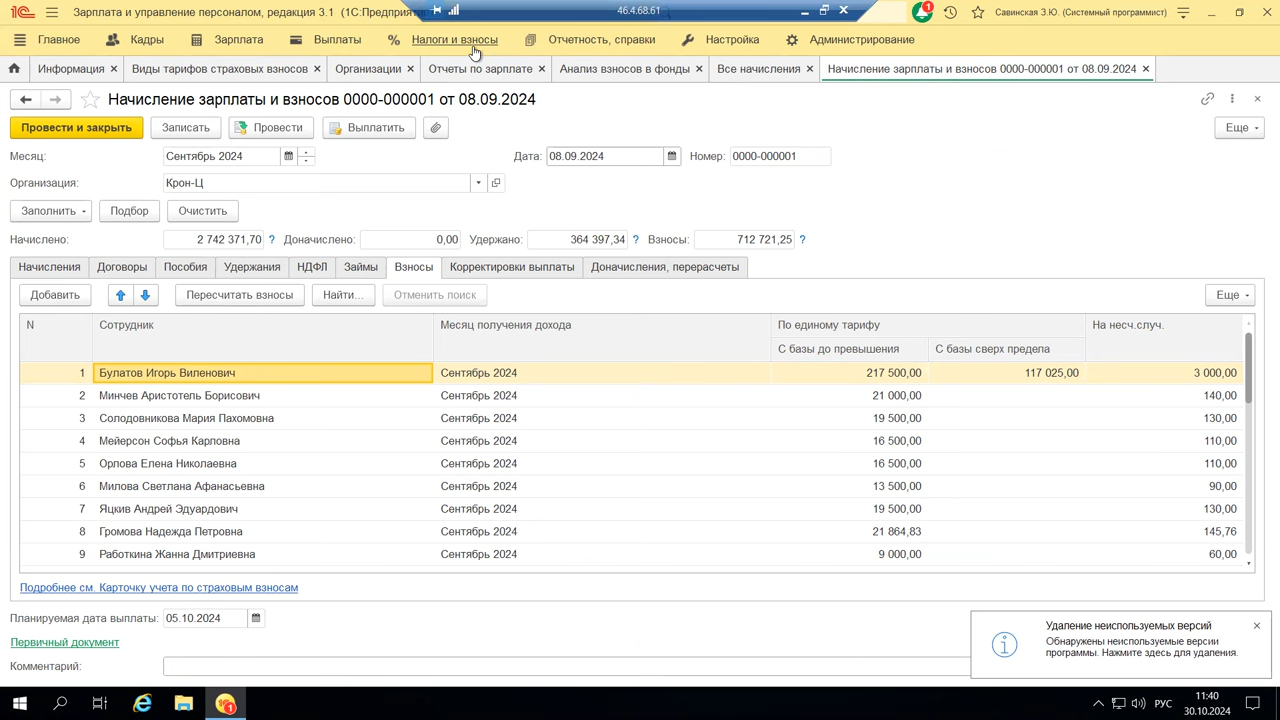 Зарплата и управление персоналом, редакция 3.1 (1С:Предприят
46.4.68.61
1
Савинская З.Ю. (Системный программист)
Главное
Кадры
Зарплата
Выплаты
Налоги и взносы
Отчетность, справки
Настройка
Администрирование
Информация
Виды тарифов страховых взносов
Организации
Отчеты по зарплате
Анализ взносов в фонды
Все начисления
Начисление зарплаты и взносов 0000-000001 от 08.09.2024
Начисление зарплаты и взносов 0000-000001 от 08.09.2024
Провести и закрыть
Записать
Провести
Выплатить
Еще
Месяц: Сентябрь 2024 Дата: 08.09.2024 Номер: 0000-000001
Организация: Крон-Ц
Заполнить
Подбор
Очистить
Начислено: 2 742 371,70 ? Доначислено: 0,00 Удержано: 364 397,34 ? Взносы: 712 721,25 ?
Начисления
Договоры
Пособия
Удержания
НДФЛ
Займы
Взносы
Корректировки выплаты
Доначисления, перерасчеты
Добавить
Пересчитать взносы
Найти...
Отменить поиск
Еще
N Сотрудник Месяц получения дохода По единому тарифу На несч.случ.
С базы до превышения С базы сверх предела
1 Булатов Игорь Виленович Сентябрь 2024 217 500,00 117 025,00 3 000,00
2 Минчев Аристотель Борисович Сентябрь 2024 21 000,00 140,00
3 Солодовникова Мария Пахомовна Сентябрь 2024 19 500,00 130,00
4 Мейерсон Софья Карловна Сентябрь 2024 16 500,00 110,00
5 Орлова Елена Николаевна Сентябрь 2024 16 500,00 110,00
6 Милова Светлана Афанасьевна Сентябрь 2024 13 500,00 90,00
7 Яцкив Андрей Эдуардович Сентябрь 2024 19 500,00 130,00
8 Громова Надежда Петровна Сентябрь 2024 21 864,83 145,76
9 Работкина Жанна Дмитриевна Сентябрь 2024 9 000,00 60,00
Подробнее см. Карточку учета по страховым взносам
Планируемая дата выплаты: 05.10.2024
Первичный документ
Комментарий:
Удаление неиспользуемых версий
Обнаружены неиспользуемые версии
программы. Нажмите здесь для удаления.
1
РУС
11:40
30.10.2024